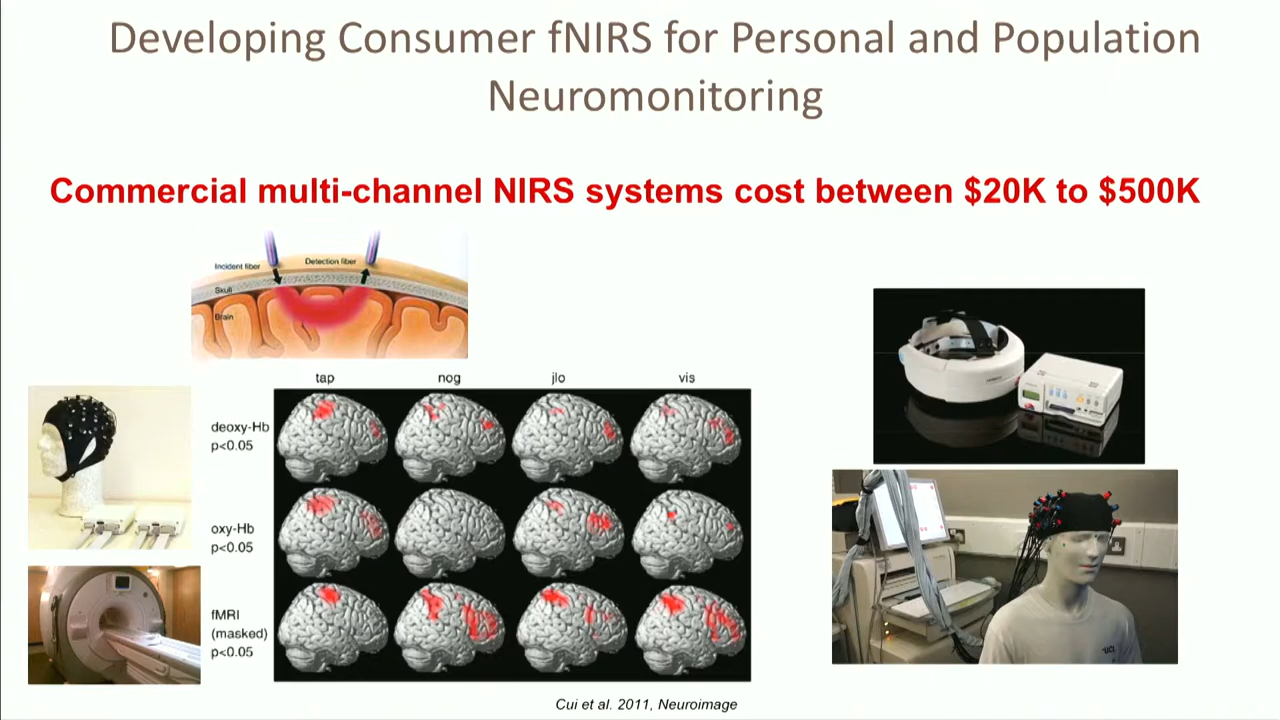 Developing Consumer fNIRS for Personal and Population
Neuromonitoring
Commercial multi-channel NIRS systems cost between $20K to $500K
Incident fiber
Detection fiber
Skull
Brain
tap nog jlo vis
deoxy-Hb
p<0.05
oxy-Hb
p<0.05
fMRI
(masked)
p<0.05
UCL
Cui et al. 2011, Neuroimage